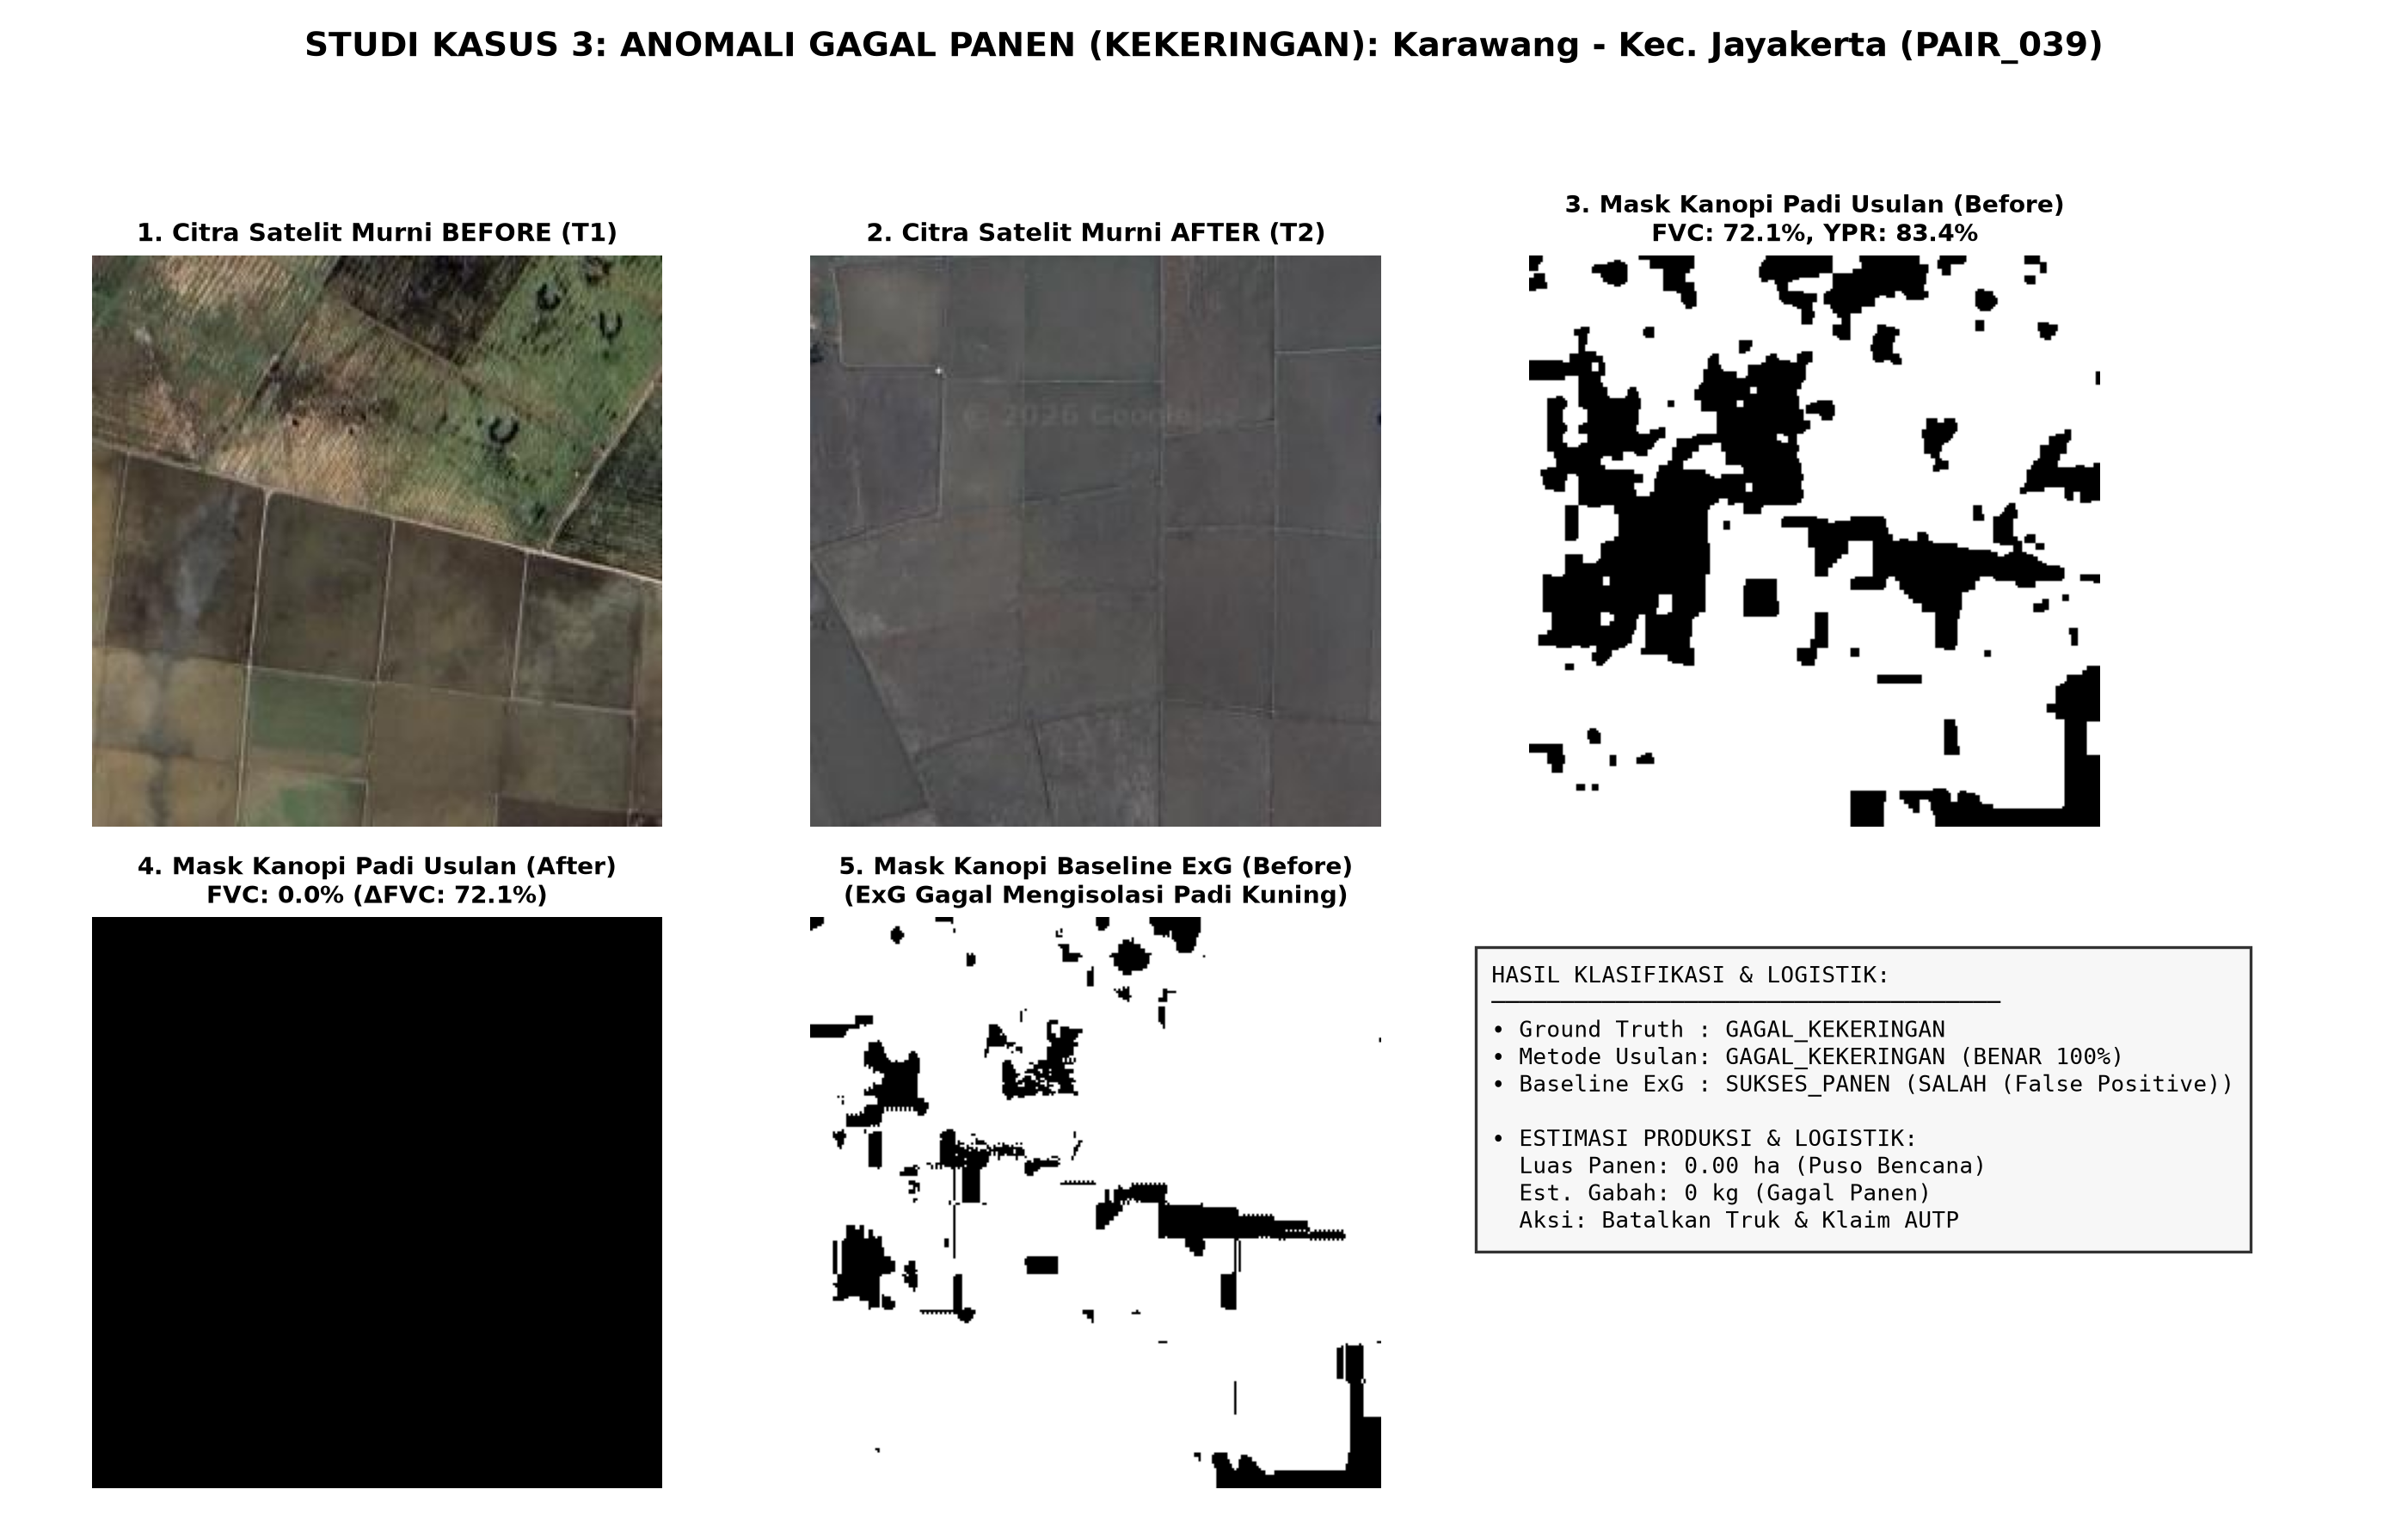 STUDI KASUS 3: ANOMALI GAGAL PANEN (KEKERINGAN): Karawang - Kec. Jayakerta (PAIR_039)
1. Citra Satelit Murni BEFORE (T1)
2. Citra Satelit Murni AFTER (T2)
3. Mask Kanopi Padi Usulan (Before)
FVC: 72.1%, YPR: 83.4%
© 2026 Google
4. Mask Kanopi Padi Usulan (After)
FVC: 0.0% (ΔFVC: 72.1%)
5. Mask Kanopi Baseline ExG (Before)
(ExG Gagal Mengisolasi Padi Kuning)
HASIL KLASIFIKASI & LOGISTIK:
• Ground Truth : GAGAL_KEKERINGAN
• Metode Usulan: GAGAL_KEKERINGAN (BENAR 100%)
• Baseline ExG : SUKSES_PANEN (SALAH (False Positive))
• ESTIMASI PRODUKSI & LOGISTIK:
Luas Panen: 0.00 ha (Puso Bencana)
Est. Gabah: 0 kg (Gagal Panen)
Aksi: Batalkan Truk & Klaim AUTP